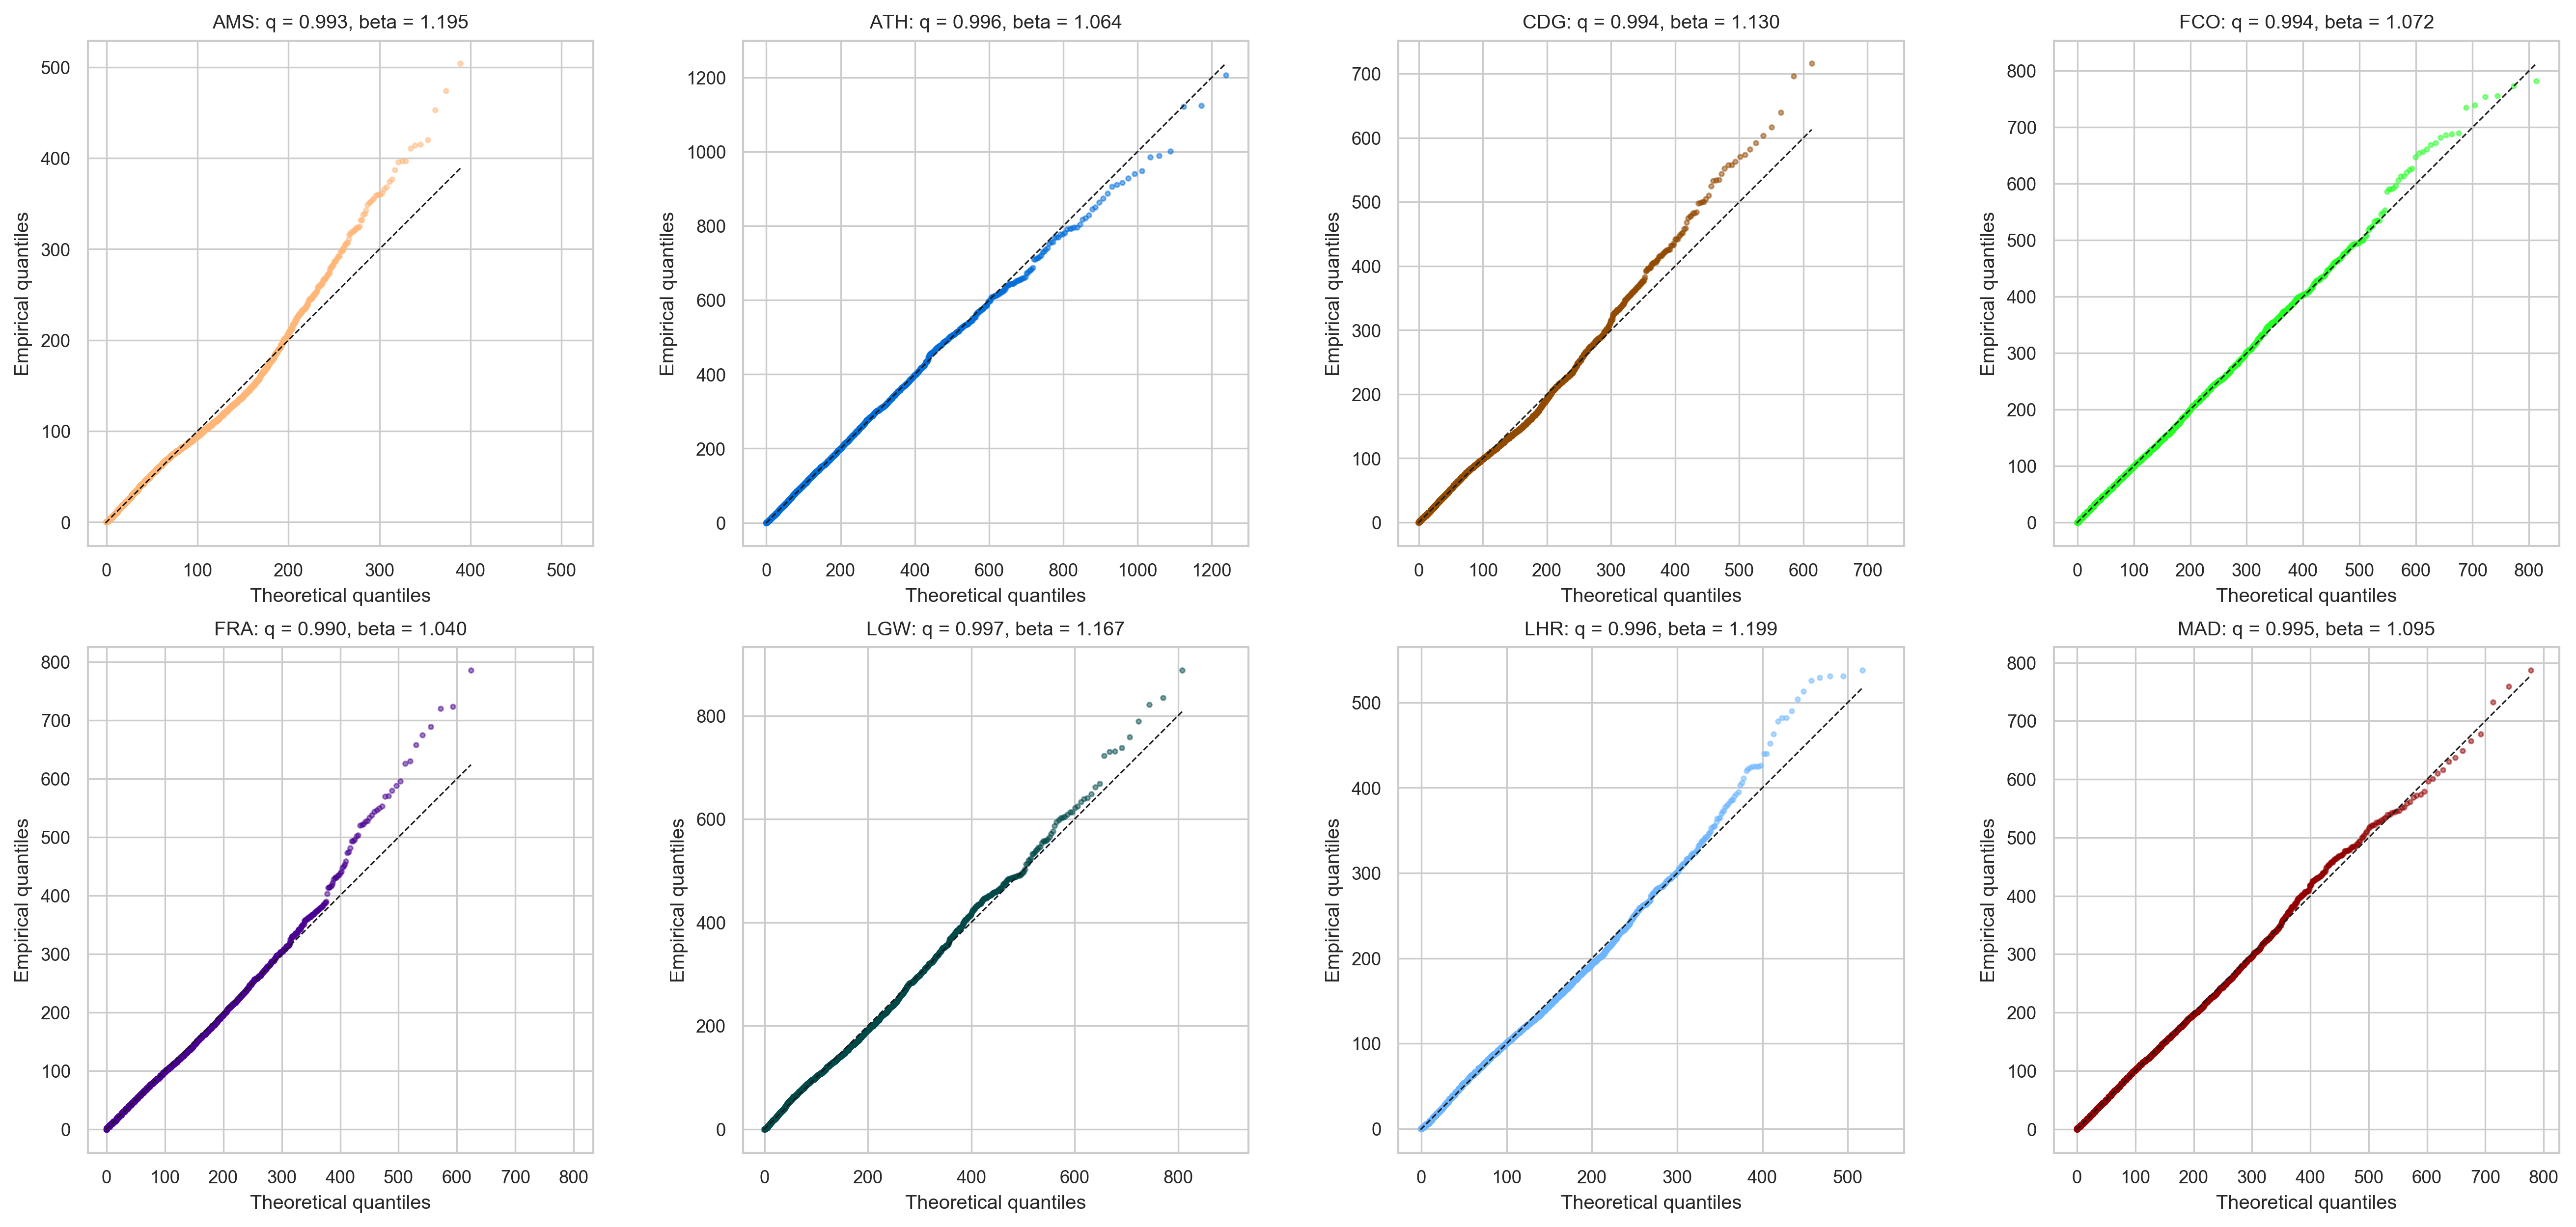 AMS: q = 0.993, beta = 1.195
500
400
300
200
100
0
Empirical quantiles
0 100 200 300 400 500
Theoretical quantiles
ATH: q = 0.996, beta = 1.064
1200
1000
800
600
400
200
0
Empirical quantiles
0 200 400 600 800 1000 1200
Theoretical quantiles
CDG: q = 0.994, beta = 1.130
700
600
500
400
300
200
100
0
Empirical quantiles
0 100 200 300 400 500 600 700
Theoretical quantiles
FCO: q = 0.994, beta = 1.072
800
700
600
500
400
300
200
100
0
Empirical quantiles
0 100 200 300 400 500 600 700 800
Theoretical quantiles
FRA: q = 0.990, beta = 1.040
800
700
600
500
400
300
200
100
0
Empirical quantiles
0 100 200 300 400 500 600 700 800
Theoretical quantiles
LGW: q = 0.997, beta = 1.167
800
600
400
200
0
Empirical quantiles
0 200 400 600 800
Theoretical quantiles
LHR: q = 0.996, beta = 1.199
500
400
300
200
100
0
Empirical quantiles
0 100 200 300 400 500
Theoretical quantiles
MAD: q = 0.995, beta = 1.095
800
700
600
500
400
300
200
100
0
Empirical quantiles
0 100 200 300 400 500 600 700 800
Theoretical quantiles